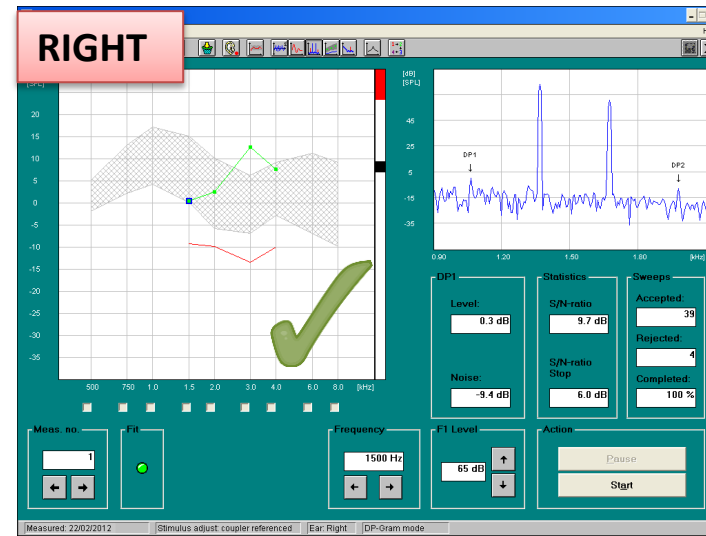 RIGHT
H
[SPL]
20
15
10
5
0
-5
-10
-15
-20
-25
-30
-35
500 750 1.0 1.5 2.0 3.0 4.0 6.0 8.0 [kHz]
[dB]
[SPL]
45
25
5
-15
-35
DP1
DP2
0.90 1.20 1.50 1.80 [kHz]
DP1
Level:
0.3 dB
Noise:
-9.4 dB
Statistics
S/N-ratio
9.7 dB
S/N-ratio
Stop
6.0 dB
Sweeps
Accepted:
39
Rejected:
4
Completed:
100 %
Meas. no.
1
Fit
Frequency
1500 Hz
F1 Level
65 dB
Action
Pause
Start
Measured: 22/02/2012 Stimulus adjust: coupler referenced Ear: Right DP-Gram mode